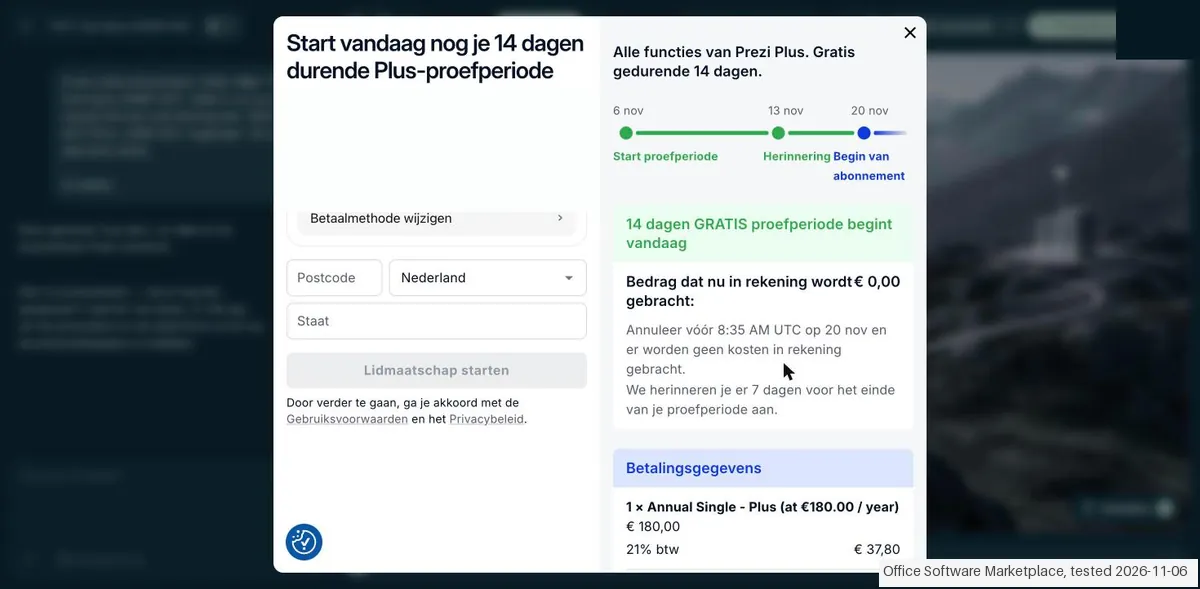 Start vandaag nog je 14 dagen
durende Plus-proefperiode
Betaalmethode wijzigen
Postcode
Nederland
Staat
Lidmaatschap starten
Door verder te gaan, ga je akkoord met de
Gebruiksvoorwaarden en het Privacybeleid.
Alle functies van Prezi Plus. Gratis
gedurende 14 dagen.
6 nov
13 nov
20 nov
Start proefperiode
Herinnering
Begin van
abonnement
14 dagen GRATIS proefperiode begint
vandaag
Bedrag dat nu in rekening wordt € 0,00
gebracht:
Annuleer vóór 8:35 AM UTC op 20 nov en
er worden geen kosten in rekening
gebracht.
We herinneren je er 7 dagen voor het einde
van je proefperiode aan.
Betalingsgegevens
1 × Annual Single - Plus (at €180.00 / year)
€ 180,00
21% btw € 37,80
Office Software Marketplace, tested 2026-11-06